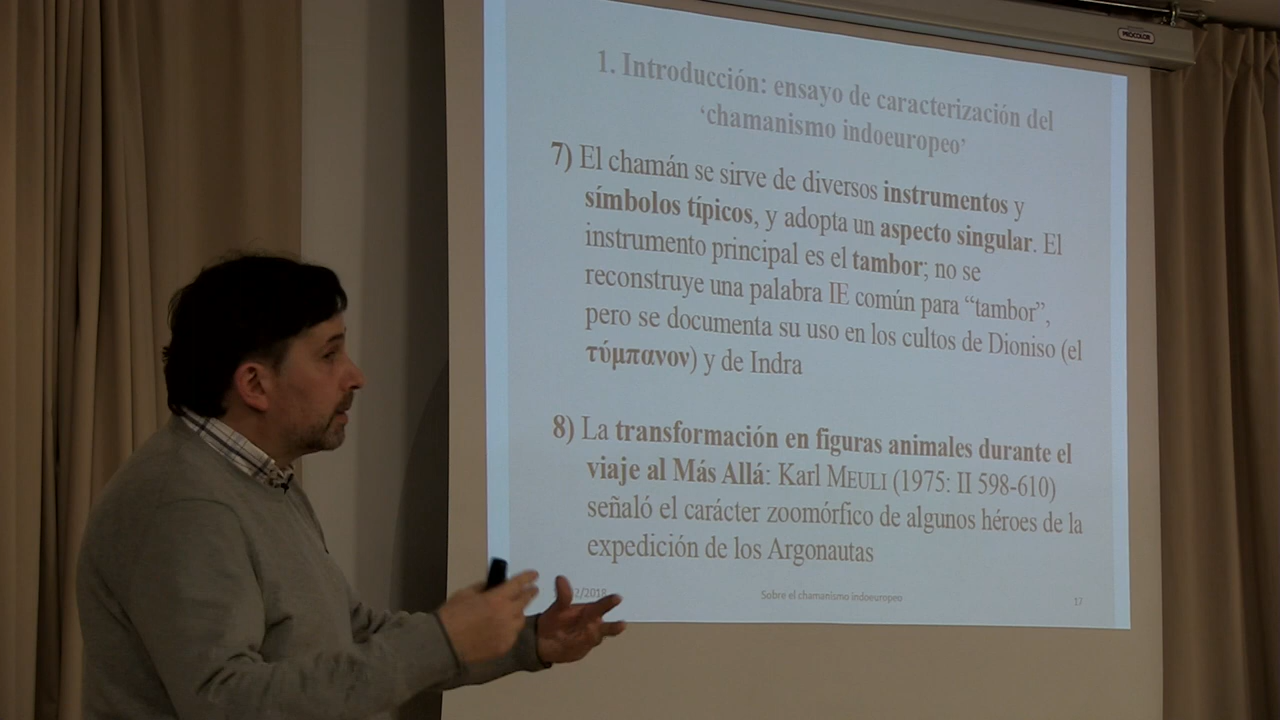 PROCOLOR
1. Introducción: ensayo de caracterización del
‘chamanismo indoeuropeo’
7) El chamán se sirve de diversos instrumentos y
símbolos típicos, y adopta un aspecto singular. El
instrumento principal es el tambor; no se
reconstruye una palabra IE común para “tambor”,
pero se documenta su uso en los cultos de Dioniso (el
τύμπανον) y de Indra
8) La transformación en figuras animales durante el
viaje al Más Allá: Karl MEULI (1975: II 598-610)
señaló el carácter zoomórfico de algunos héroes de la
expedición de los Argonautas
2/2018
Sobre el chamanismo indoeuropeo
17